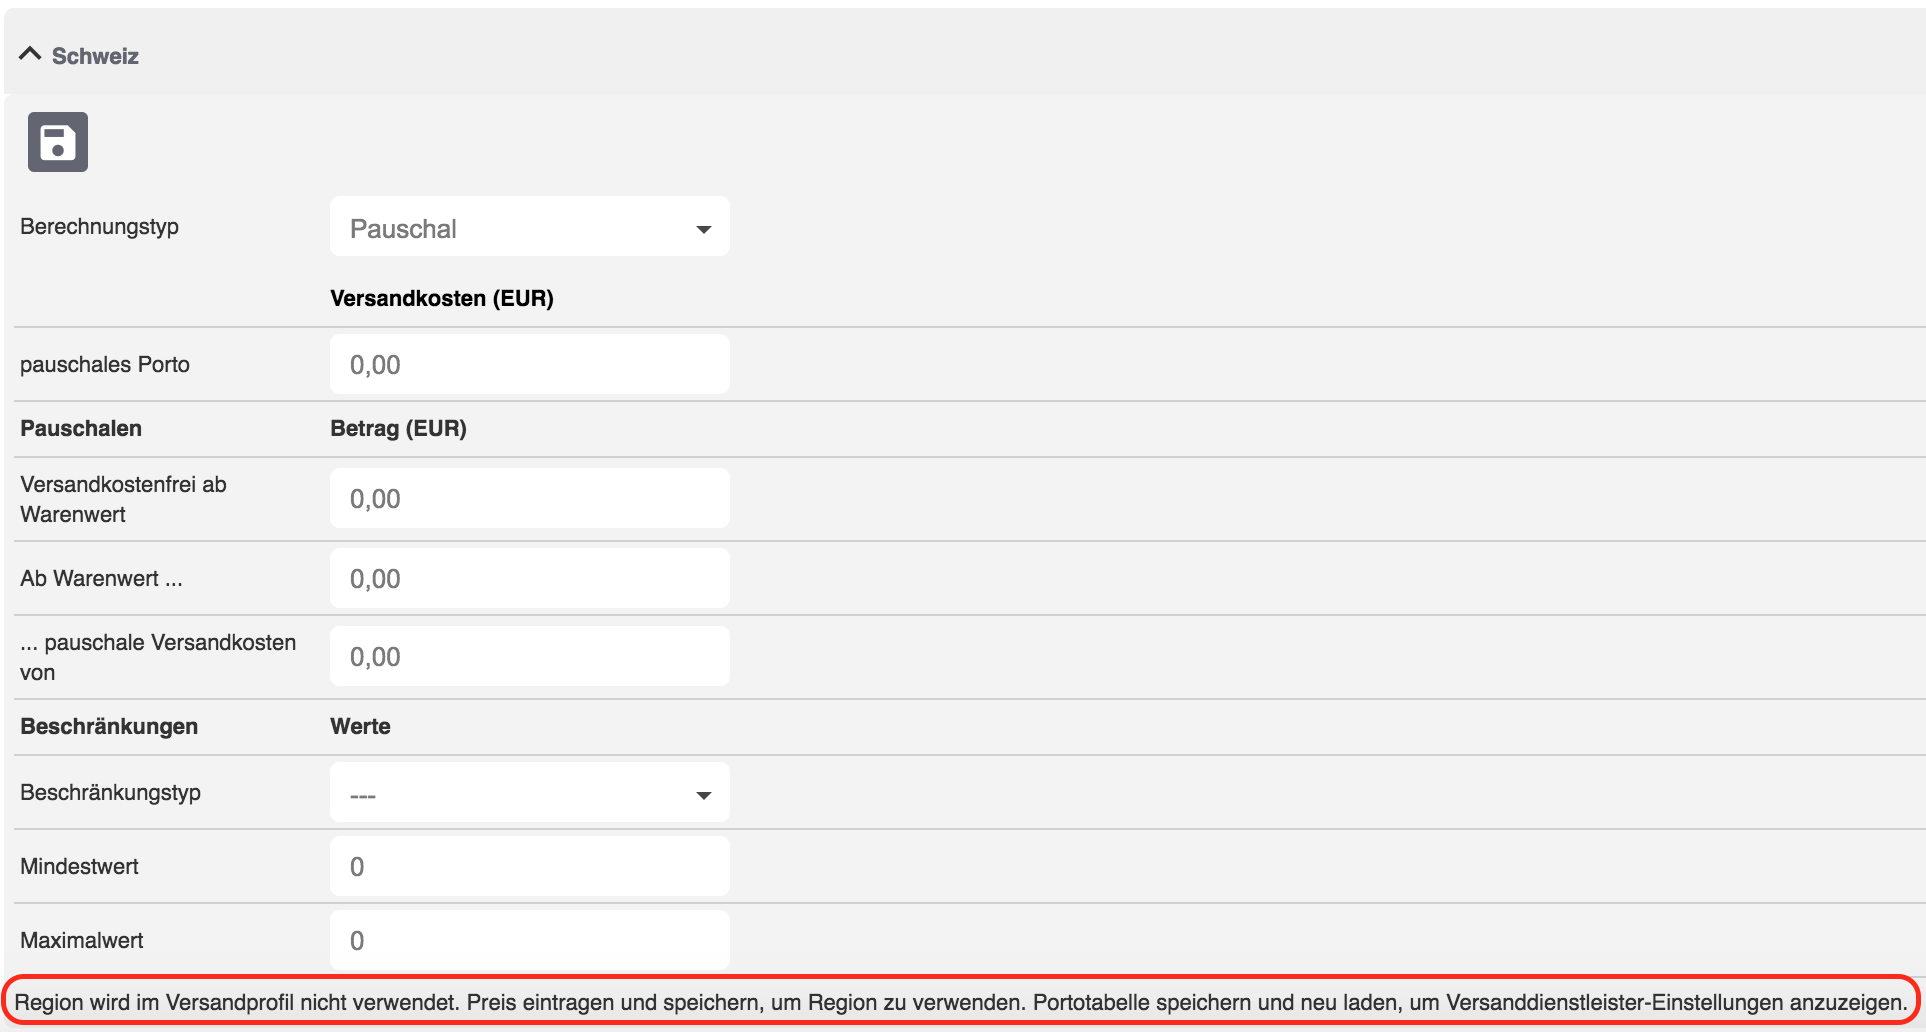 Schweiz
Berechnungstyp
Pauschal
Versandkosten (EUR)
pauschales Porto
0,00
Pauschalen
Betrag (EUR)
Versandkostenfrei ab
Warenwert
0,00
Ab Warenwert ...
0,00
... pauschale Versandkosten
von
0,00
Beschränkungen
Werte
Beschränkungstyp
---
Mindestwert
0
Maximalwert
0
Region wird im Versandprofil nicht verwendet. Preis eintragen und speichern, um Region zu verwenden. Portotabelle speichern und neu laden, um Versanddienstleister-Einstellungen anzuzeigen.